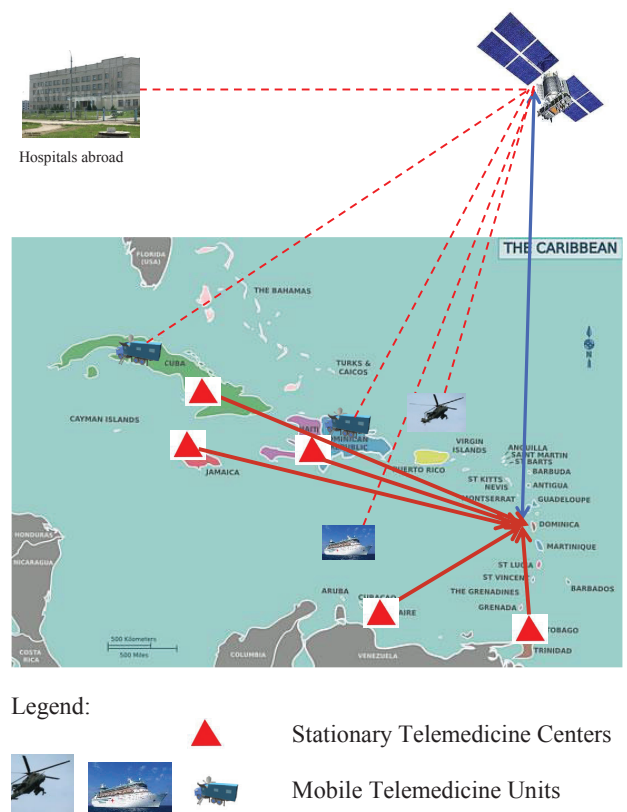 Hospitals abroad
THE CARIBBEAN
FLORIDA
(USA)
THE BAHAMAS
CUBA
TURKS &
CAICOS
N
CAYMAN ISLANDS
HAITI
DOMINICAN
REPUBLIC
JAMAICA
PUERTO RICO
VIRGIN
ISLANDS
ANGUILLA
SAINT MARTIN
ST BARTS
BARBUDA
ST KITTS
NEVIS
ANTIGUA
MONTSERRAT
GUADELOUPE
DOMINICA
HONDURAS
MARTINIQUE
NICARAGUA
ST LUCIA
ST VINCENT
ARUBA
CURACAO
THE GRENADINES
BARBADOS
AIRE
GRENADA
TOBAGO
500 Kilometers
500 Miles
TRINIDAD
COSTA
RICA
COLUMBIA
VENEZUELA
Legend:
Stationary Telemedicine Centers
Mobile Telemedicine Units